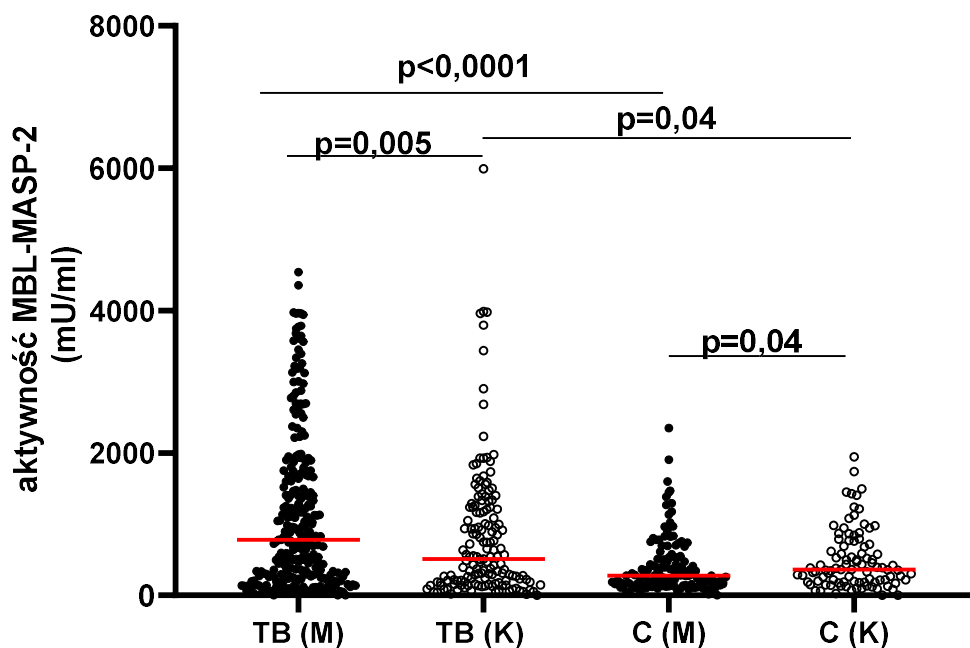 8000
p<0,0001
p=0,04
p=0,005
6000
aktywność MBL-MASP-2
(mU/ml)
4000
p=0,04
2000
0
TB (M)
TB (K)
C (M)
C (K)